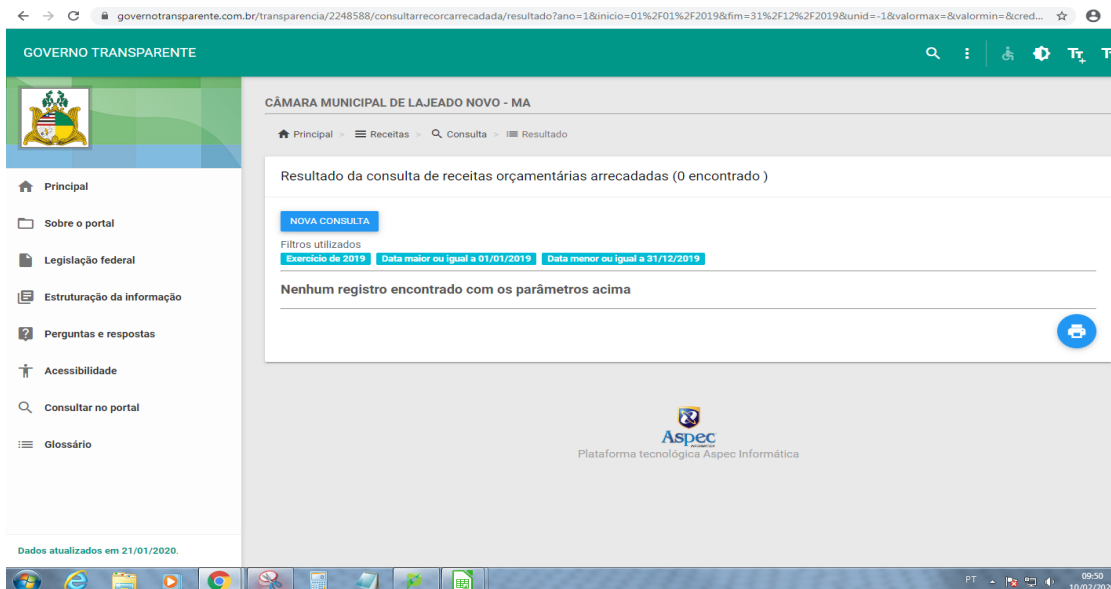 governotransparente.com.br/transparencia/2248588/consultarrecorcarrecadada/resultado?ano=1&inicio=01%2F01%2F2019&fim=31%2F12%2F2019&unid=-1&valormax=&valormin=&cred...
GOVERNO TRANSPARENTE
CÂMARA MUNICIPAL DE LAJEADO NOVO - MA
Principal > Receitas > Consulta > Resultado
Resultado da consulta de receitas orçamentárias arrecadadas (0 encontrado )
NOVA CONSULTA
Filtros utilizados
Exercício de 2019 Data maior ou igual a 01/01/2019 Data menor ou igual a 31/12/2019
Nenhum registro encontrado com os parâmetros acima
Principal
Sobre o portal
Legislação federal
Estruturação da informação
Perguntas e respostas
Acessibilidade
Consultar no portal
Glossário
Dados atualizados em 21/01/2020.
Aspec
Plataforma tecnológica Aspec Informática
PT
09:50